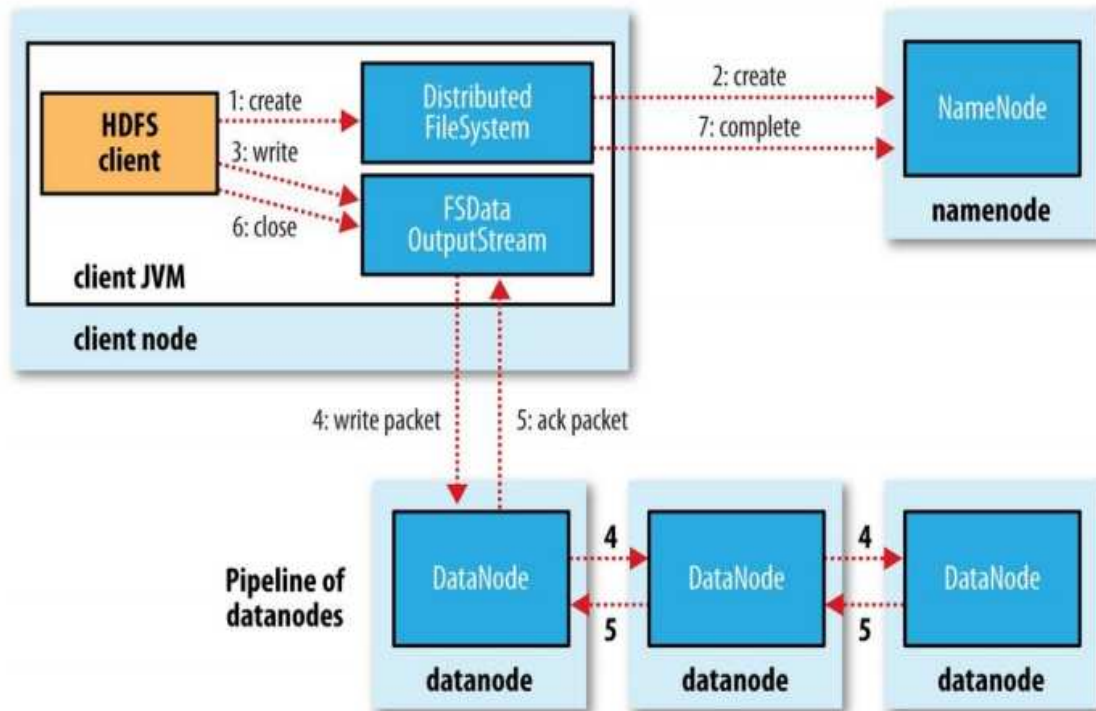 1: create
HDFS
client
3: write
6: close
Distributed
FileSystem
FSData
OutputStream
client JVM
client node
2: create
7: complete
NameNode
namenode
4: write packet
5: ack packet
Pipeline of
datanodes
DataNode
datanode
4
5
DataNode
datanode
4
5
DataNode
datanode